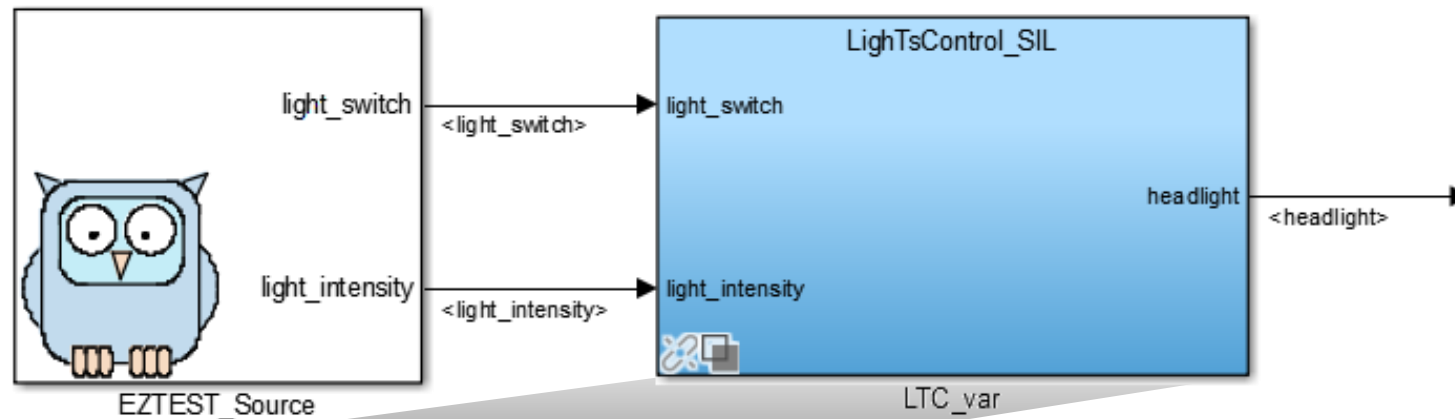 LighTsControl_SIL
light_switch
<light_switch>
light_switch
headlight
<headlight>
light_intensity
<light_intensity>
light_intensity
EZTEST_Source
LTC_var